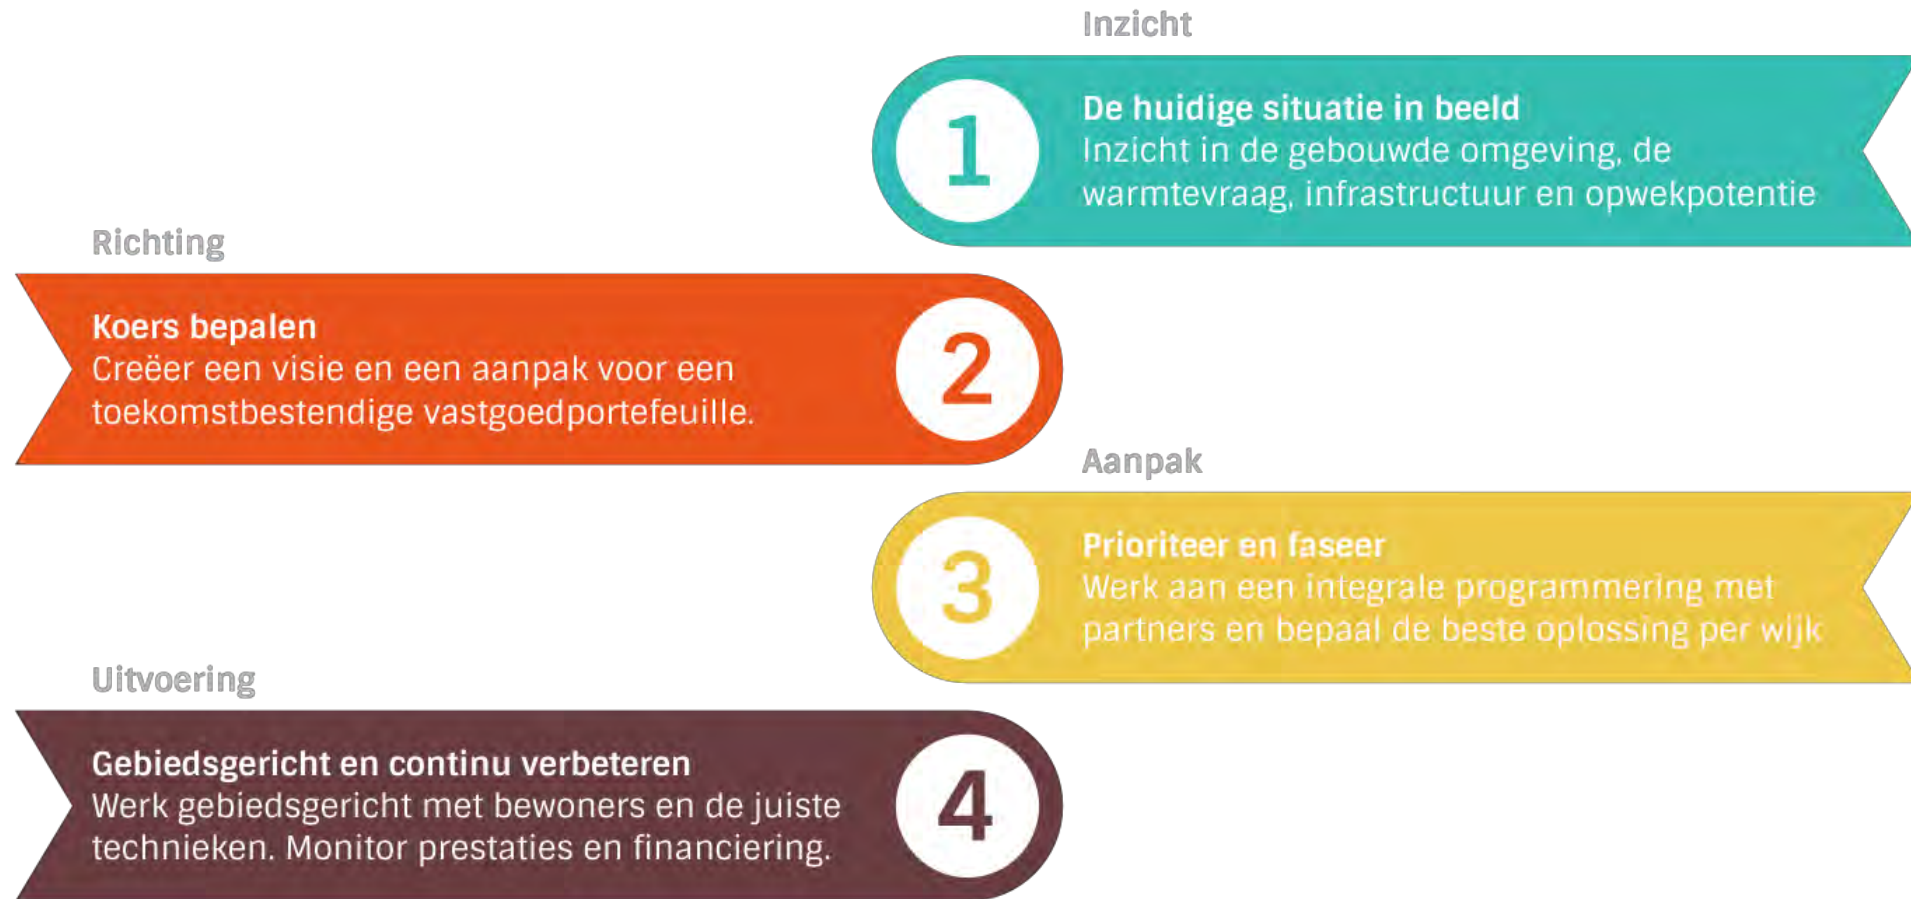 Inzicht
1
De huidige situatie in beeld
Inzicht in de gebouwde omgeving, de
warmtevraag, infrastructuur en opwekpotentie
Richting
Koers bepalen
Creëer een visie en een aanpak voor een
toekomstbestendige vastgoedportefeuille.
2
Aanpak
3
Prioriteer en faseer
Werk aan een integrale programmering met
partners en bepaal de beste oplossing per wijk
Uitvoering
Gebiedsgericht en continu verbeteren
Werk gebiedsgericht met bewoners en de juiste
technieken. Monitor prestaties en financiering.
4